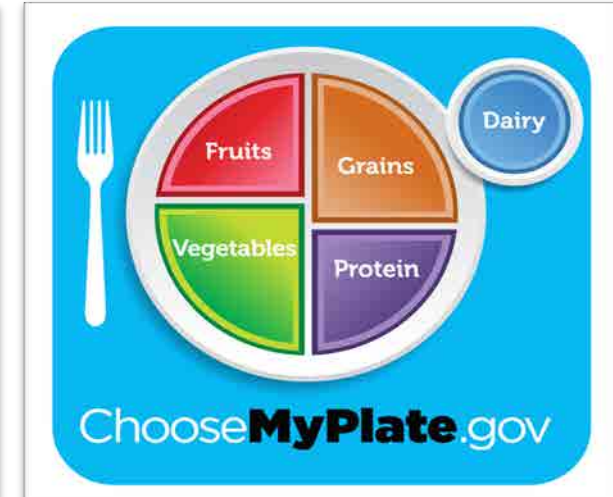 Dairy
Fruits
Grains
Vegetables
Protein
ChooseMyPlate.gov